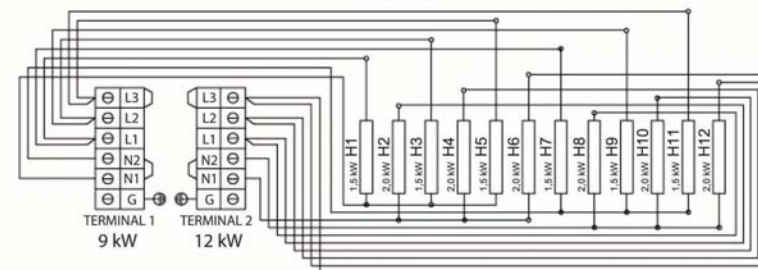 L3
L2
L1
N2
N1
G
TERMINAL 1
9 kW
L3
L2
L1
N2
N1
G
TERMINAL 2
12 kW
1,5 kW H1
2,0 kW H2
1,5 kW H3
2,0 kW H4
1,5 kW H5
2,0 kW H6
1,5 kW H7
2,0 kW H8
1,5 kW H9
2,0 kW H10
1,5 kW H11
2,0 kW H12